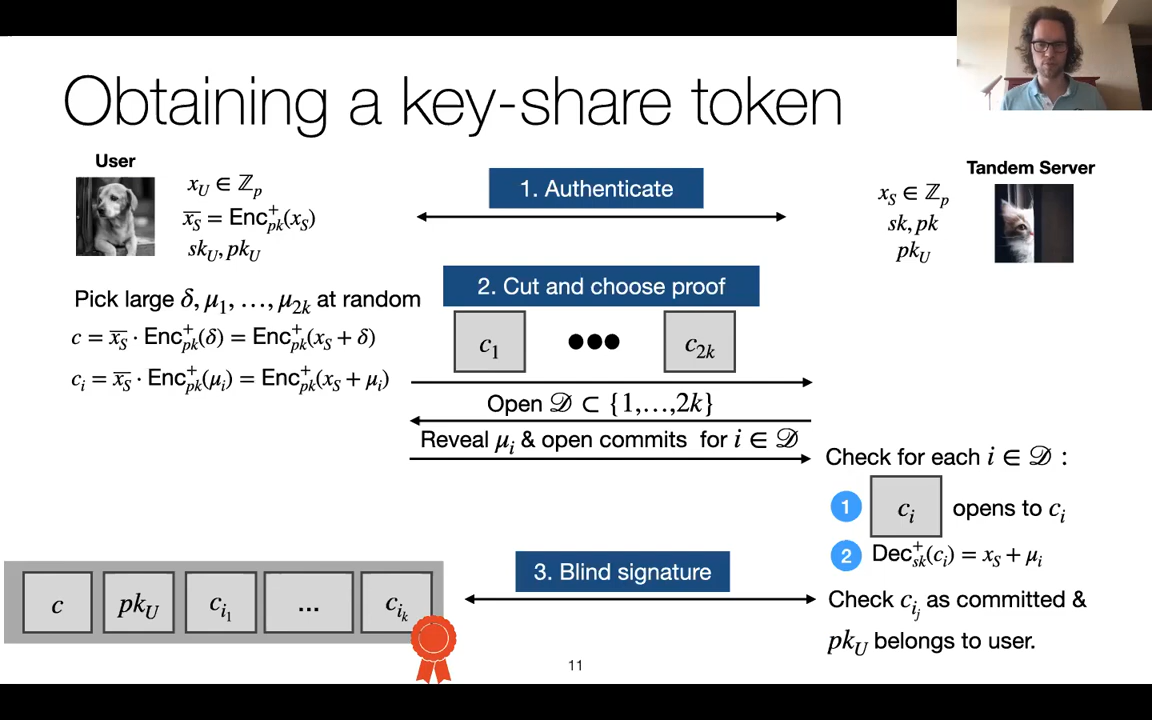 Obtaining a key-share token
User
x_U ∈ ℤ_p
x̅_S = Enc⁺_pk(x_S)
sk_U, pk_U
1. Authenticate
Tandem Server
x_S ∈ ℤ_p
sk, pk
pk_U
Pick large δ, μ_1, …, μ_2k at random
c = x̅_S · Enc⁺_pk(δ) = Enc⁺_pk(x_S + δ)
c_i = x̅_S · Enc⁺_pk(μ_i) = Enc⁺_pk(x_S + μ_i)
2. Cut and choose proof
c_1 ●●● c_2k
Open 𝒟 ⊂ {1,…,2k}
Reveal μ_i & open commits for i ∈ 𝒟
Check for each i ∈ 𝒟 :
1 c_i opens to c_i
2 Dec⁺_sk(c_i) = x_S + μ_i
3. Blind signature
c pk_U c_i_1 ... c_i_k
Check c_i_j as committed &
pk_U belongs to user.
11